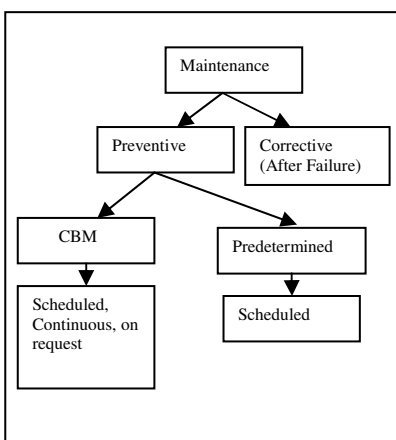 Maintenance
Preventive
Corrective
(After Failure)
CBM
Predetermined
Scheduled,
Continuous, on
request
Scheduled